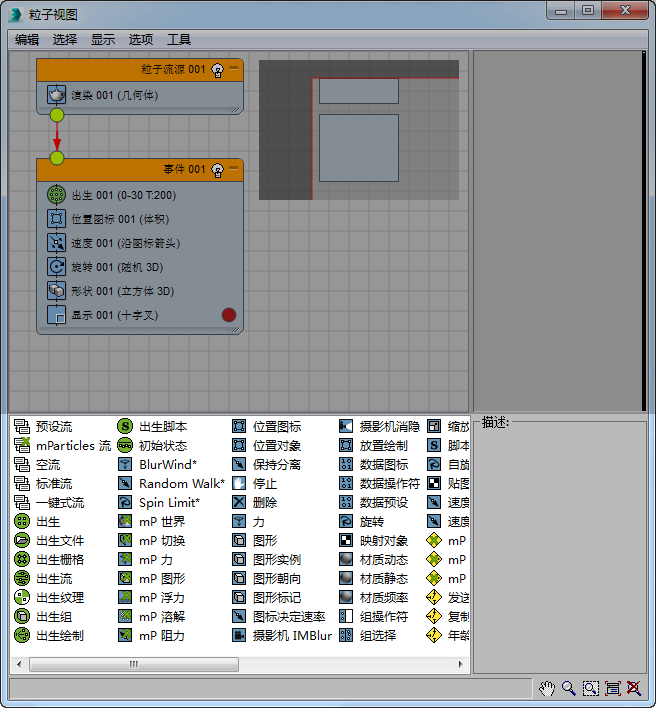 粒子视图
编辑 选择 显示 选项 工具
粒子流源 001
渲染 001 (几何体)
事件 001
出生 001 (0-30 T:200)
位置图标 001 (体积)
速度 001 (沿图标箭头)
旋转 001 (随机 3D)
形状 001 (立方体 3D)
显示 001 (十字叉)
预设流 出生脚本 位置图标 摄影机消隐 缩放
mParticles 流 初始状态 位置对象 放置绘制 脚本
空流 BlurWind* 保持分离 数据图标 自旋
标准流 Random Walk* 停止 数据操作符 贴图
一键式流 Spin Limit* 删除 数据预设 速度
出生 mP 世界 力 旋转 速度
出生文件 mP 切换 图形 映射对象 mP
出生栅格 mP 力 图形实例 材质动态 mP
出生流 mP 图形 图形朝向 材质静态 mP
出生纹理 mP 浮力 图形标记 材质频率 发送
出生组 mP 溶解 图标决定速率 组操作符 复制
出生绘制 mP 阻力 摄影机 IMBlur 组选择 年龄
描述: